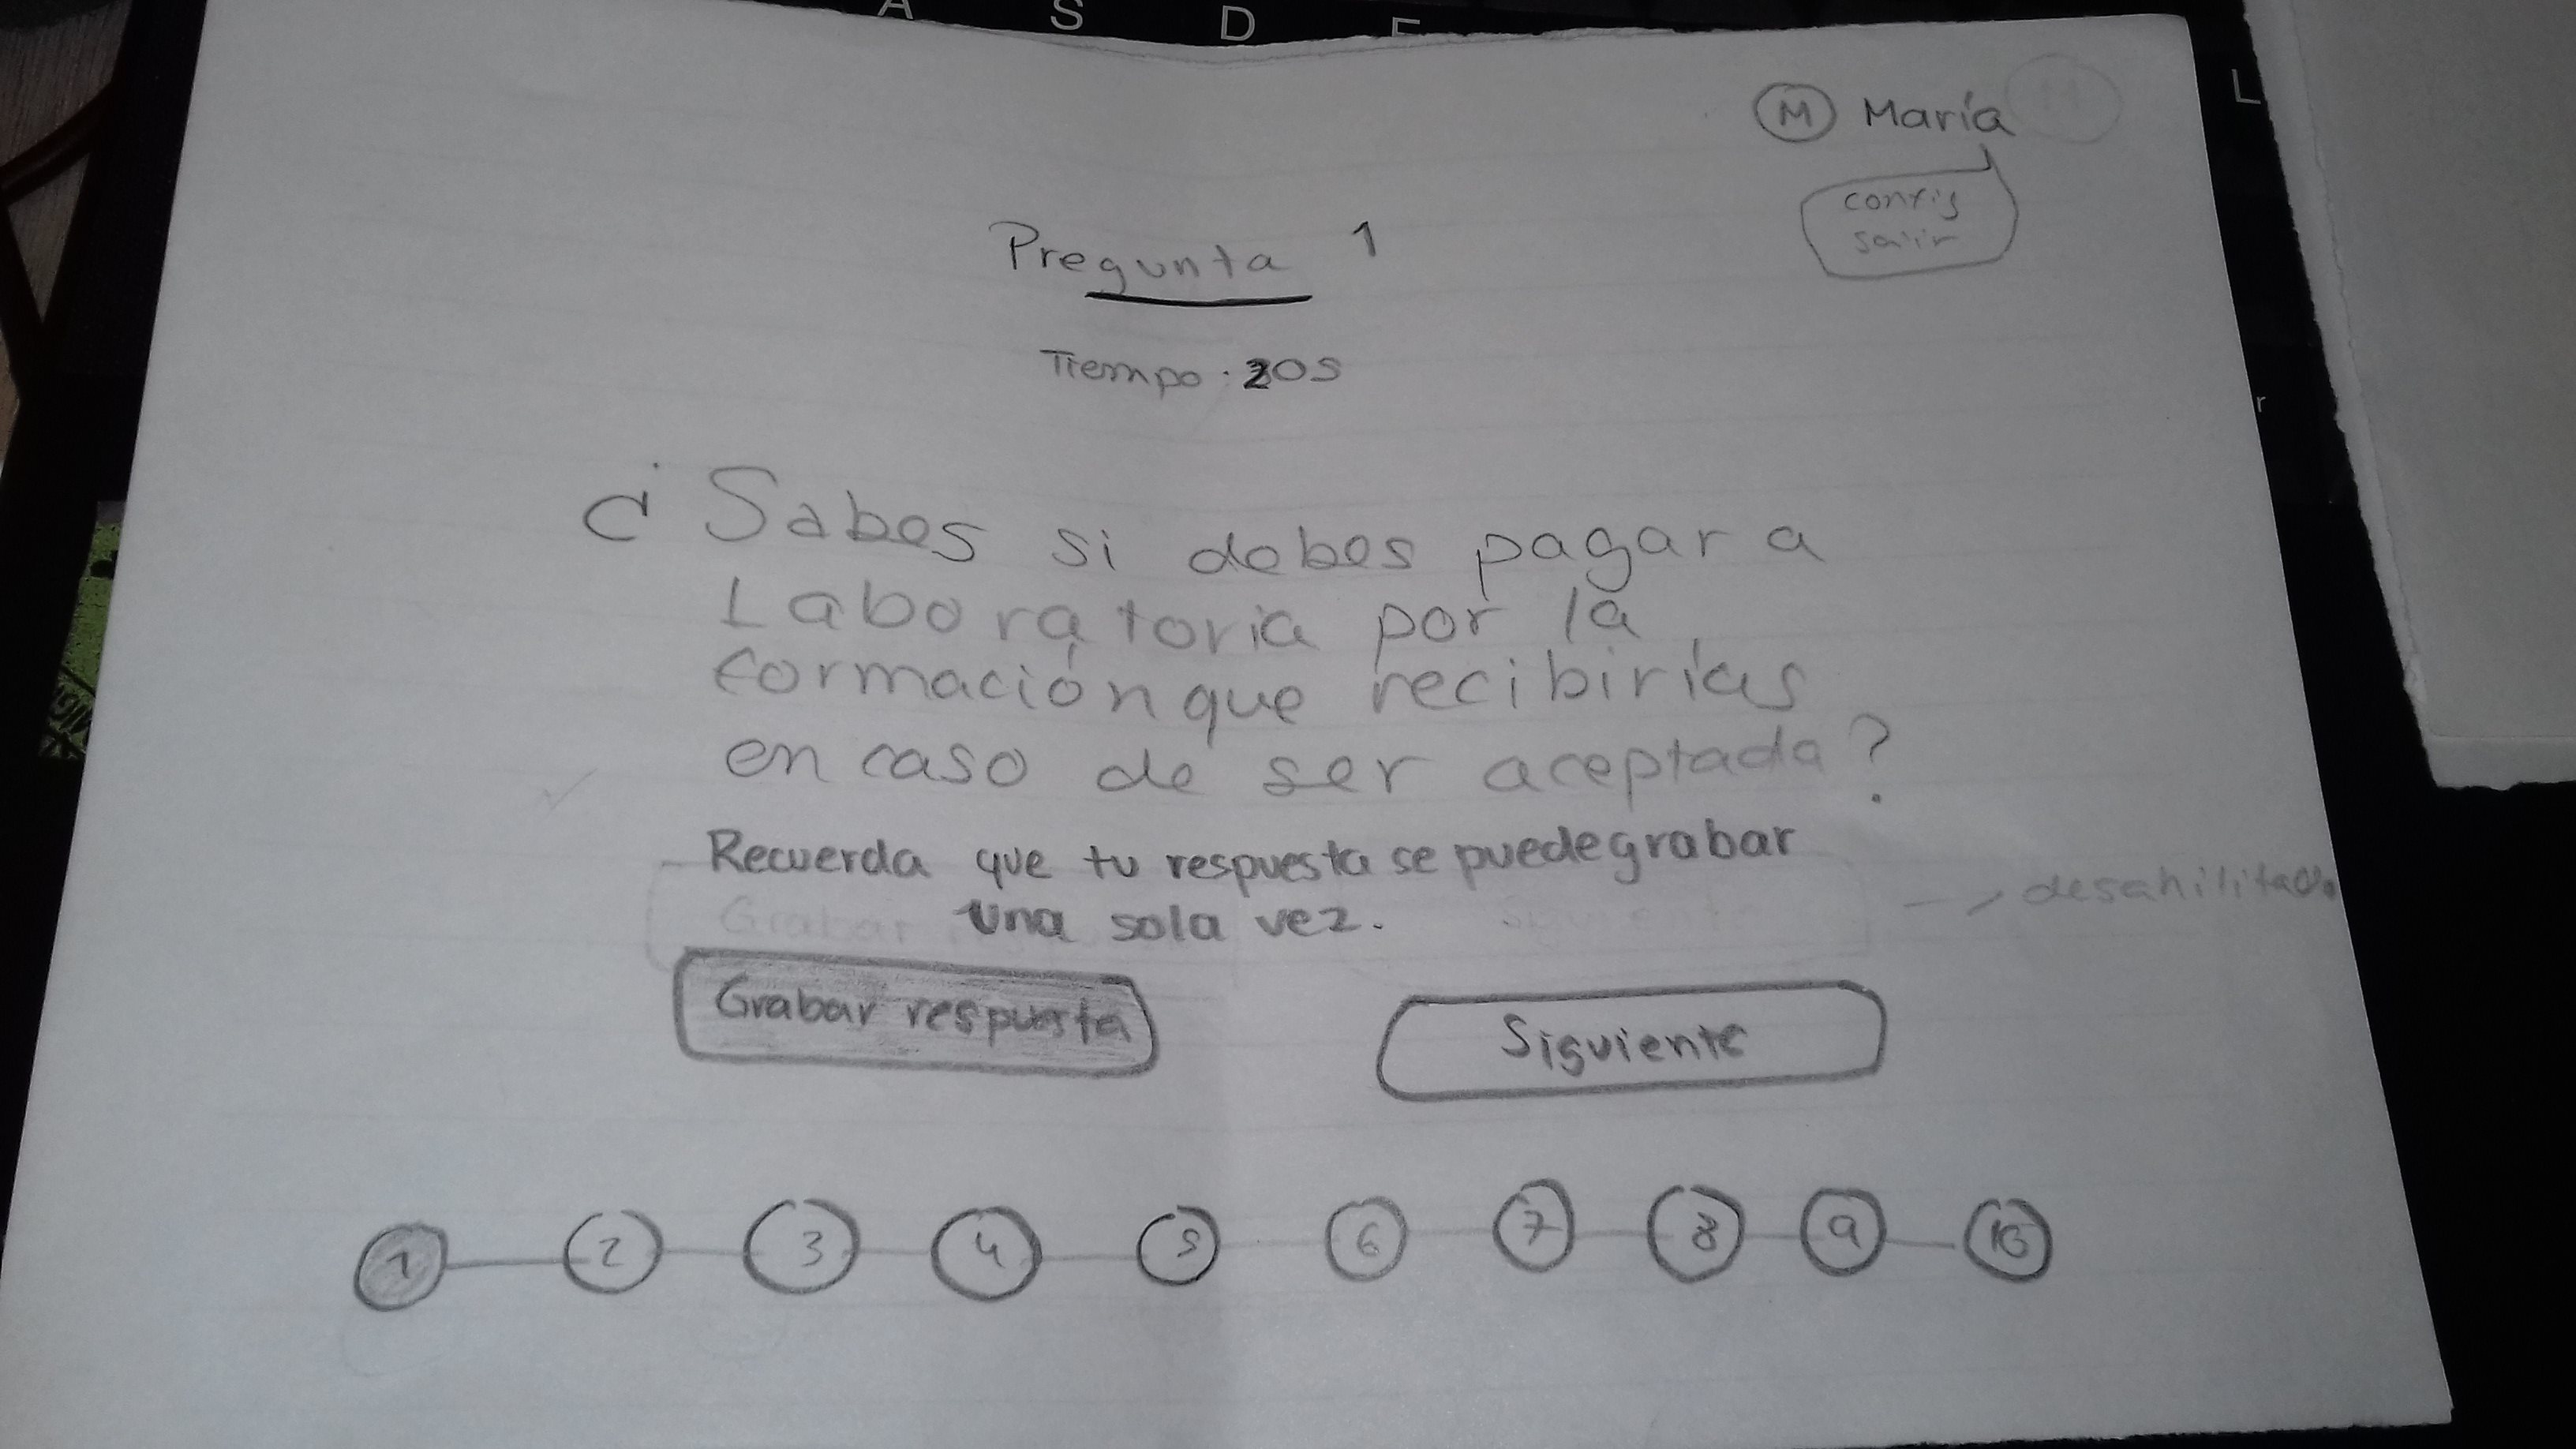 A S D F
L
M María
config
salir
Pregunta 1
Tiempo: 20s
r
¿Sabes si debes pagar a
Laboratoria por la
formación que recibirías
en caso de ser aceptada?
Recuerda que tu respuesta se puede grabar
una sola vez.
desahilitado
Grabar
Grabar respuesta
Siguiente
1 2 3 4 5 6 7 8 9 10